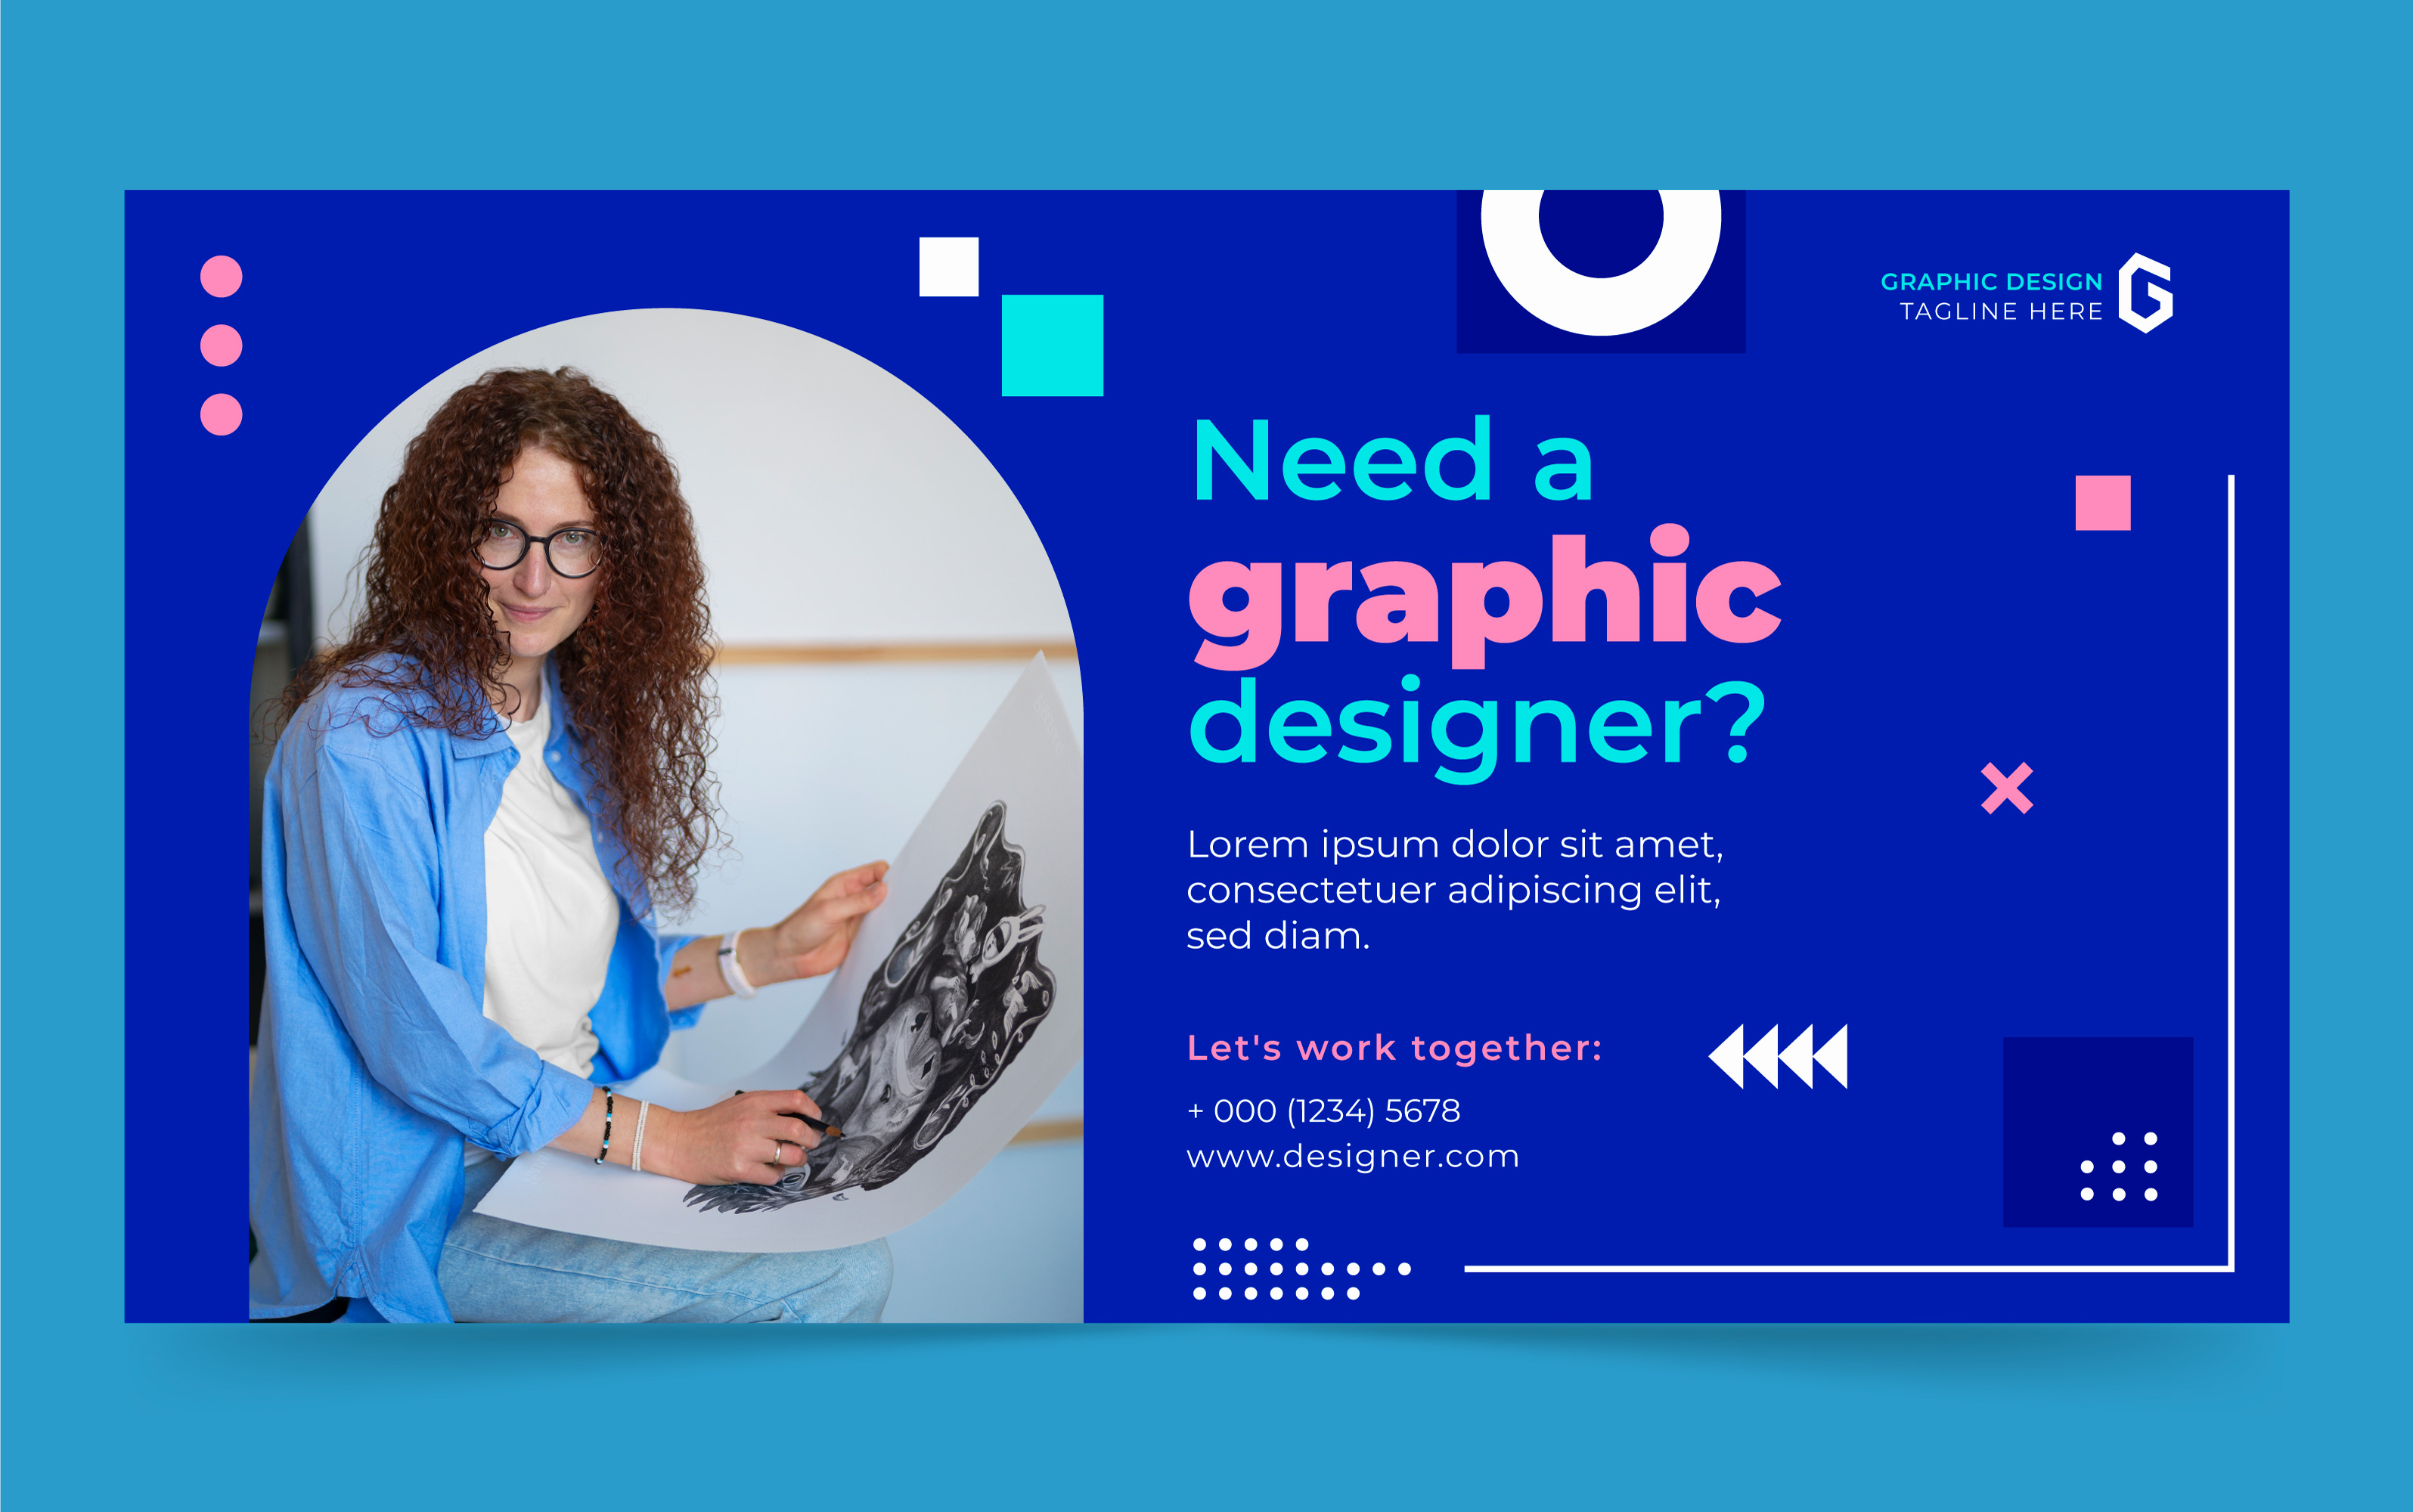 GRAPHIC DESIGN
TAGLINE HERE
Need a
graphic
designer?
Lorem ipsum dolor sit amet,
consectetuer adipiscing elit,
sed diam.
Let's work together:
+ 000 (1234) 5678
www.designer.com